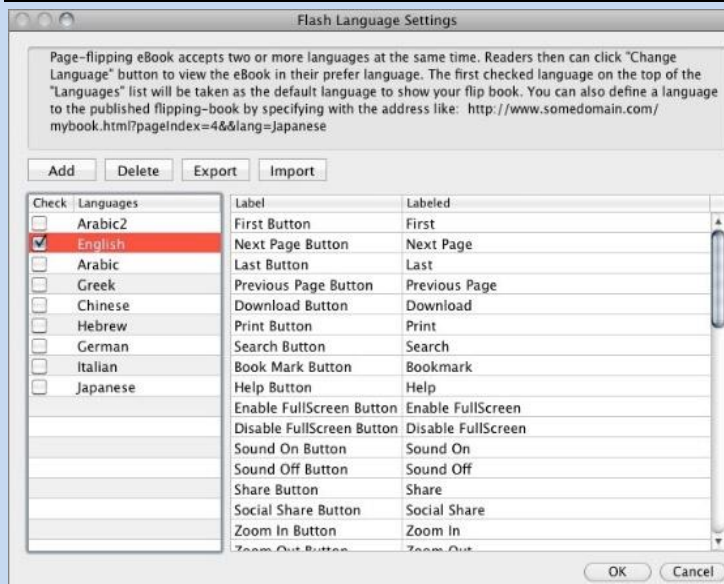 Flash Language Settings
Page-flipping eBook accepts two or more languages at the same time. Readers then can click "Change
Language" button to view the eBook in their prefer language. The first checked language on the top of the
"Languages" list will be taken as the default language to show your flip book. You can also define a language
to the published flipping-book by specifying with the address like: http://www.somedomain.com/
mybook.html?pageIndex=4&&lang=Japanese
Add Delete Export Import
Check Languages Label Labeled
Arabic2 First Button First
English Next Page Button Next Page
Arabic Last Button Last
Greek Previous Page Button Previous Page
Chinese Download Button Download
Hebrew Print Button Print
German Search Button Search
Italian Book Mark Button Bookmark
Japanese Help Button Help
Enable FullScreen Button Enable FullScreen
Disable FullScreen Button Disable FullScreen
Sound On Button Sound On
Sound Off Button Sound Off
Share Button Share
Social Share Button Social Share
Zoom In Button Zoom In
Zoom Out Button Zoom Out
OK Cancel